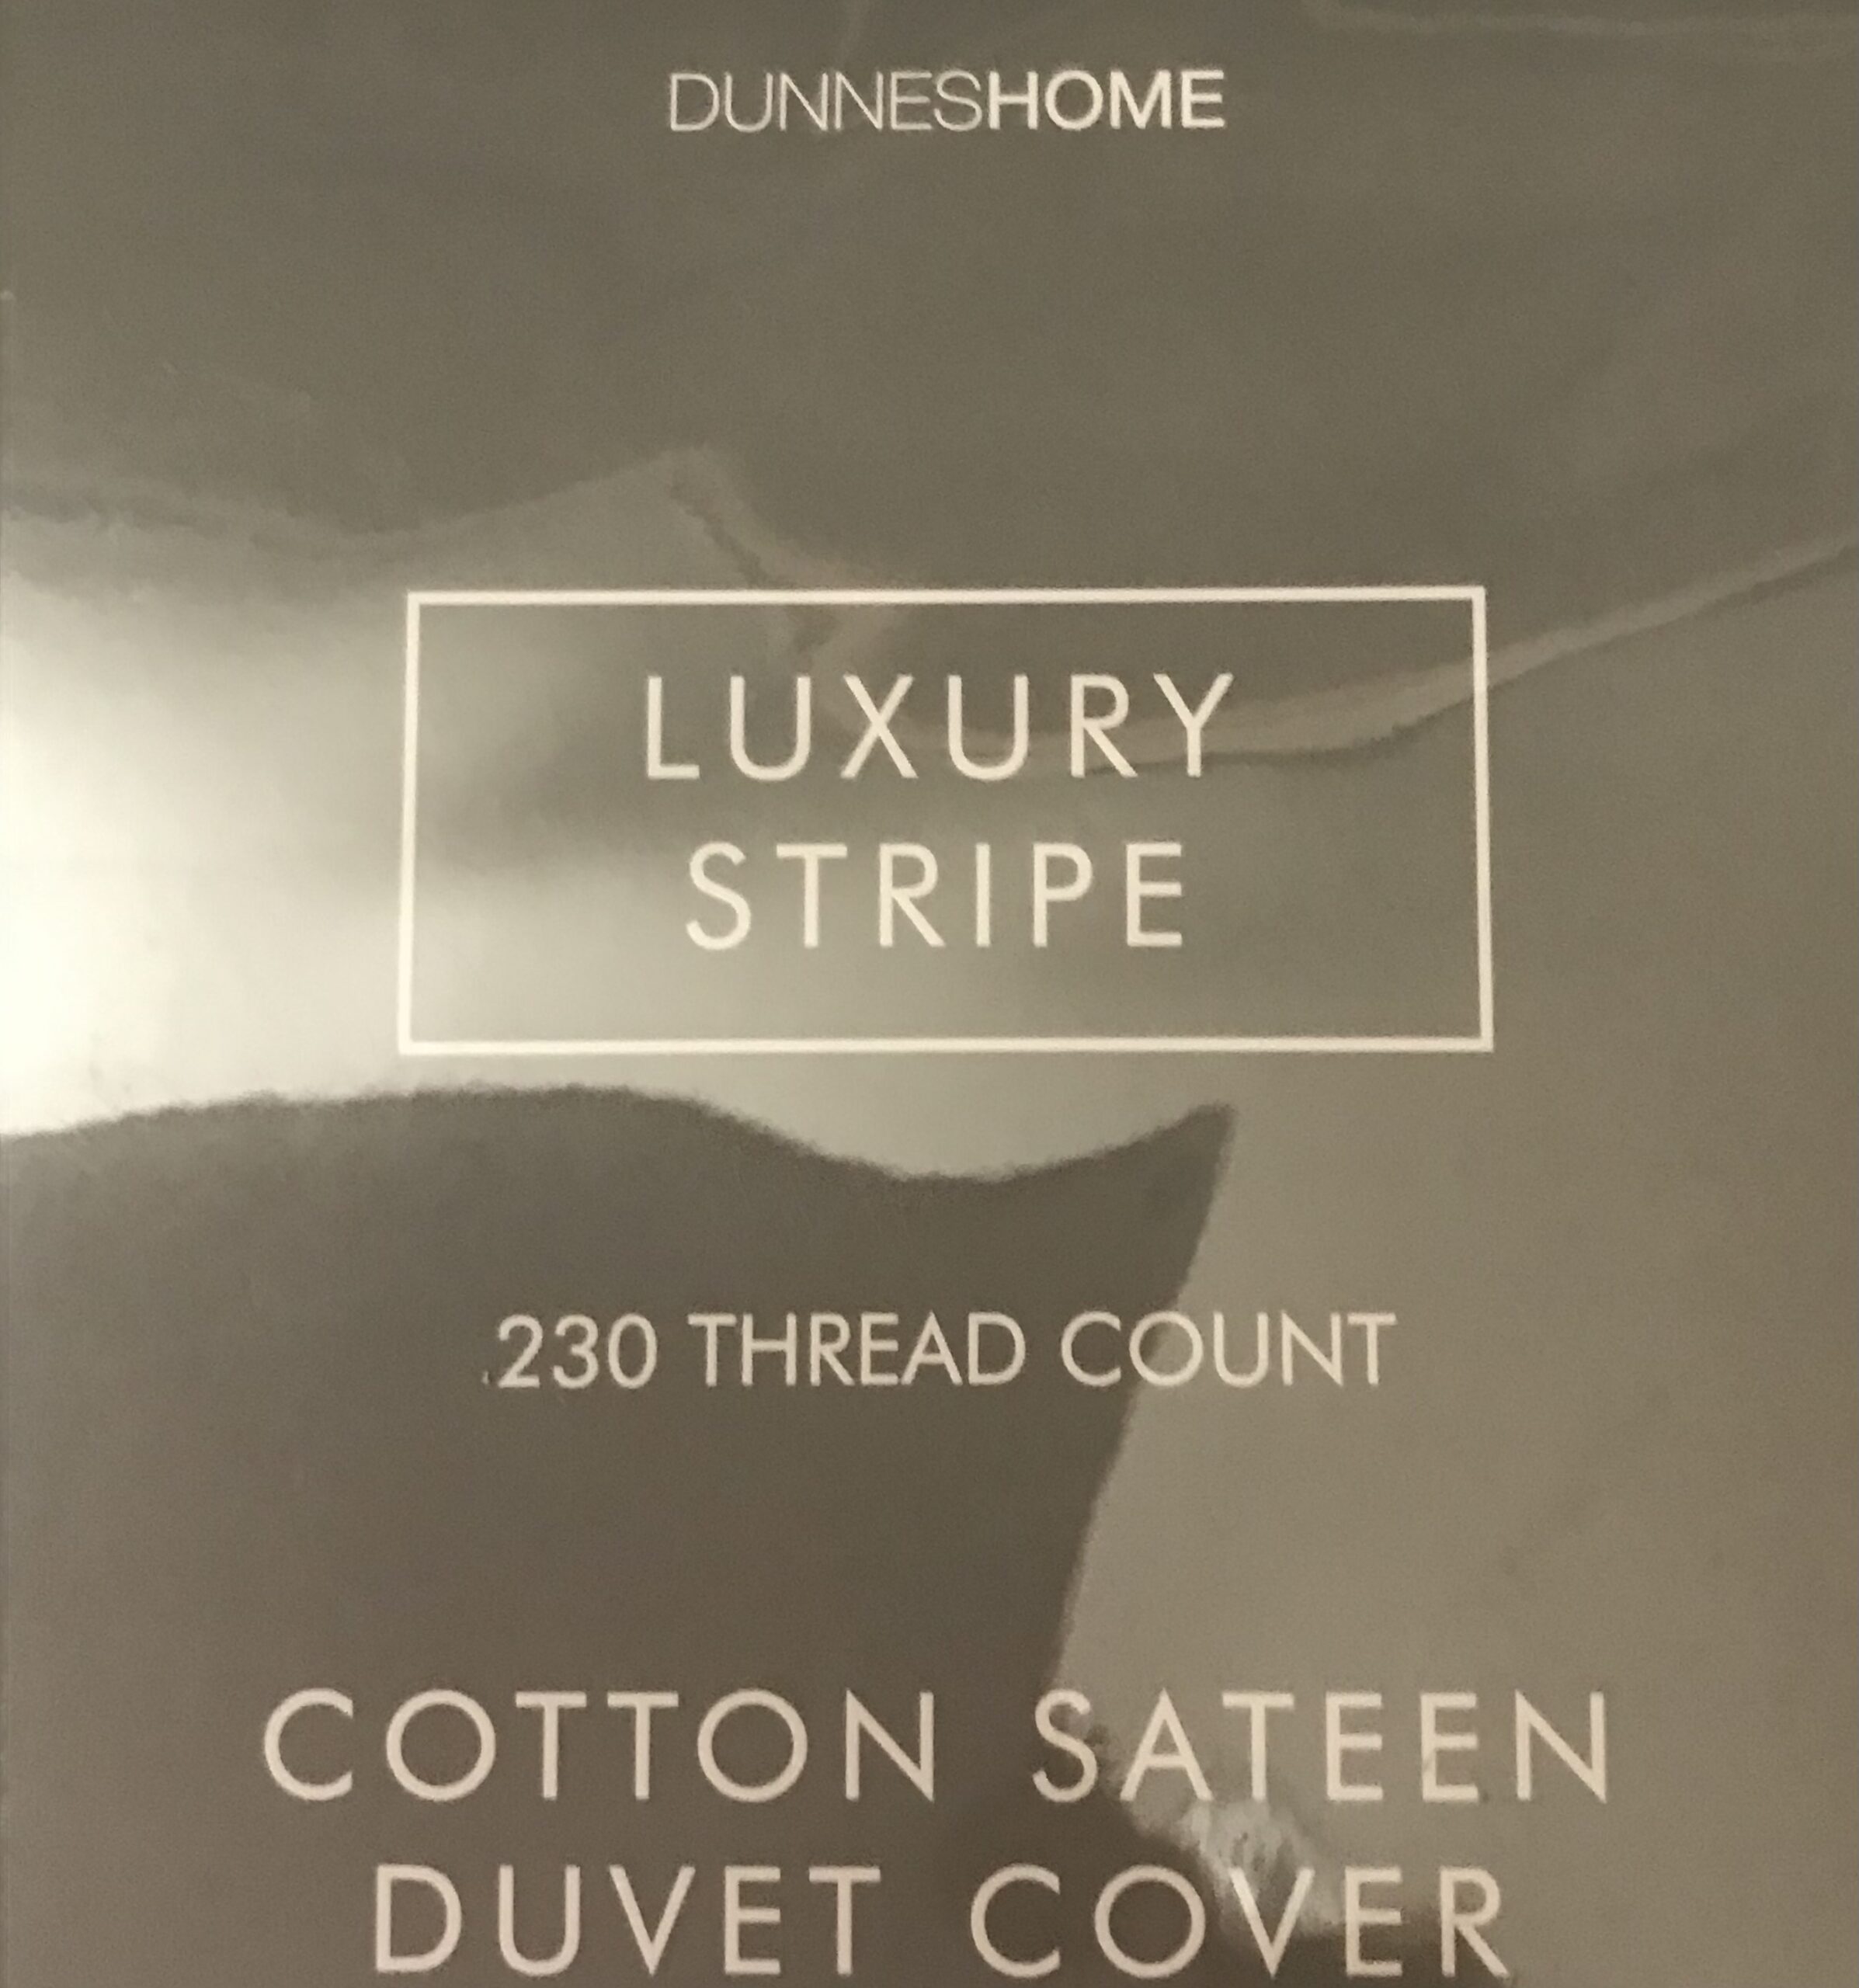 DUNNESHOME
LUXURY
STRIPE
230 THREAD COUNT
COTTON SATEEN
DUVET COVER